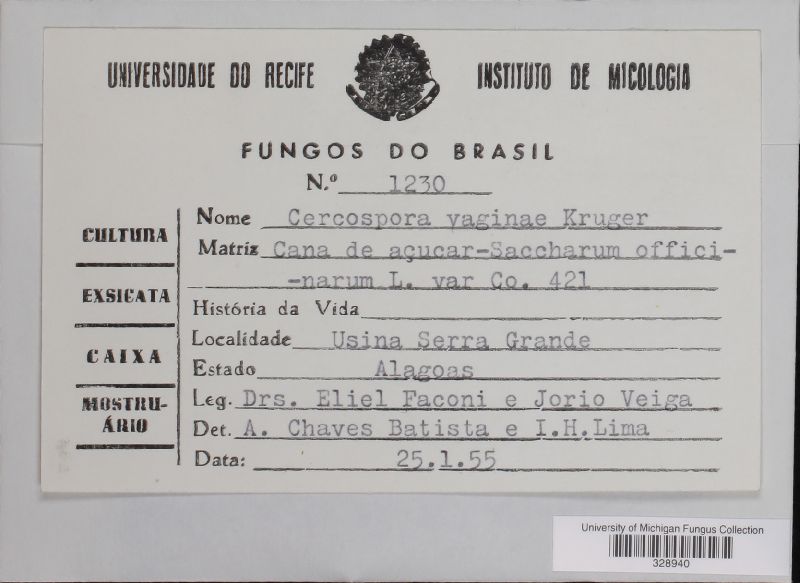 UNIVERSIDADE DO RECIFE INSTITUTO DE MICOLOGIA
FUNGOS DO BRASIL
N.º 1230
CULTURA
EXSICATA
CAIXA
MOSTRU-
ÁRIO
Nome Cercospora vaginae Kruger
Matriz Cana de açucar-Saccharum offici-
-narum L. var Co. 421
História da Vida
Localidade Usina Serra Grande
Estado Alagoas
Leg. Drs. Eliel Faconi e Jorio Veiga
Det. A. Chaves Batista e I.H.Lima
Data: 25.1.55
University of Michigan Fungus Collection
328940